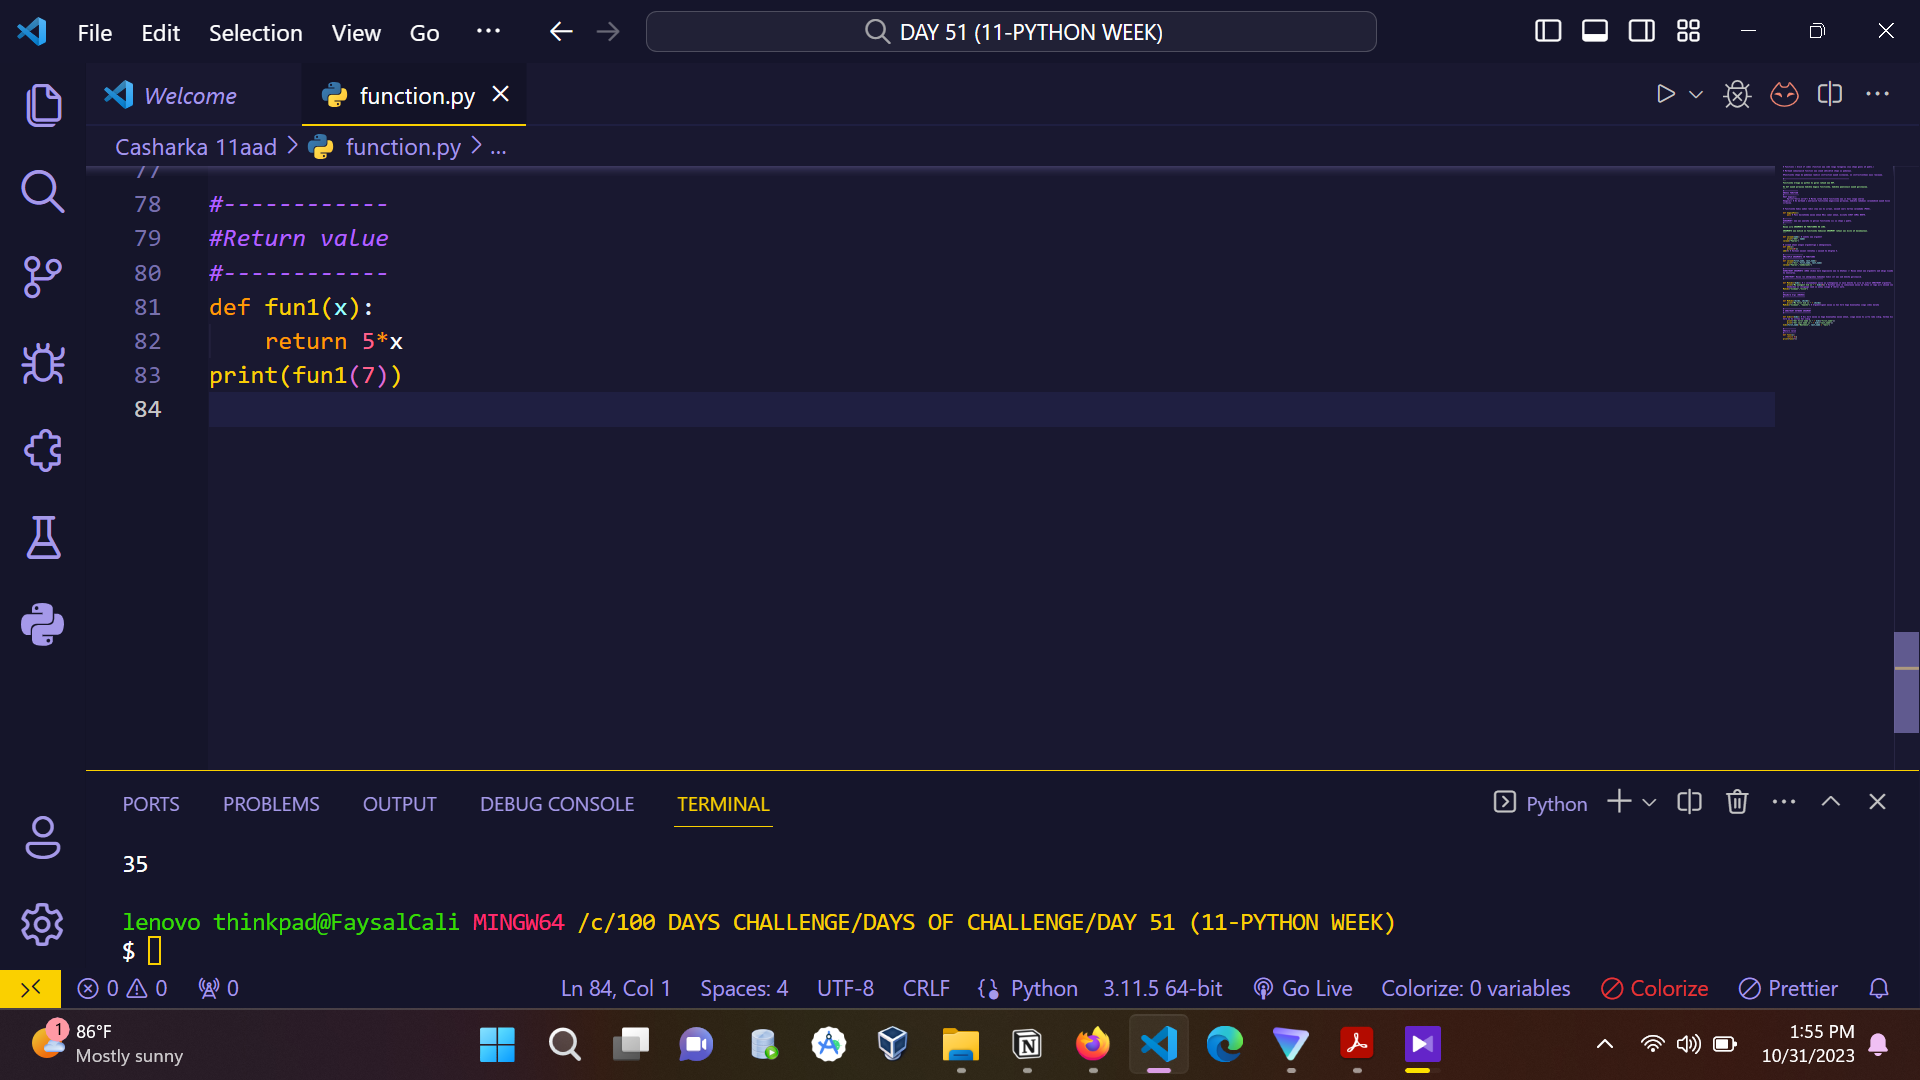 File Edit Selection View Go ··· DAY 51 (11-PYTHON WEEK)
Welcome function.py
Casharka 11aad > function.py > ...
77
78 #------------
79 #Return value
80 #------------
81 def fun1(x):
82     return 5*x
83 print(fun1(7))
84
PORTS PROBLEMS OUTPUT DEBUG CONSOLE TERMINAL Python
35
lenovo thinkpad@FaysalCali MINGW64 /c/100 DAYS CHALLENGE/DAYS OF CHALLENGE/DAY 51 (11-PYTHON WEEK)
$
0 0 0 Ln 84, Col 1 Spaces: 4 UTF-8 CRLF Python 3.11.5 64-bit Go Live Colorize: 0 variables Colorize Prettier
1 86°F
Mostly sunny
1:55 PM
10/31/2023